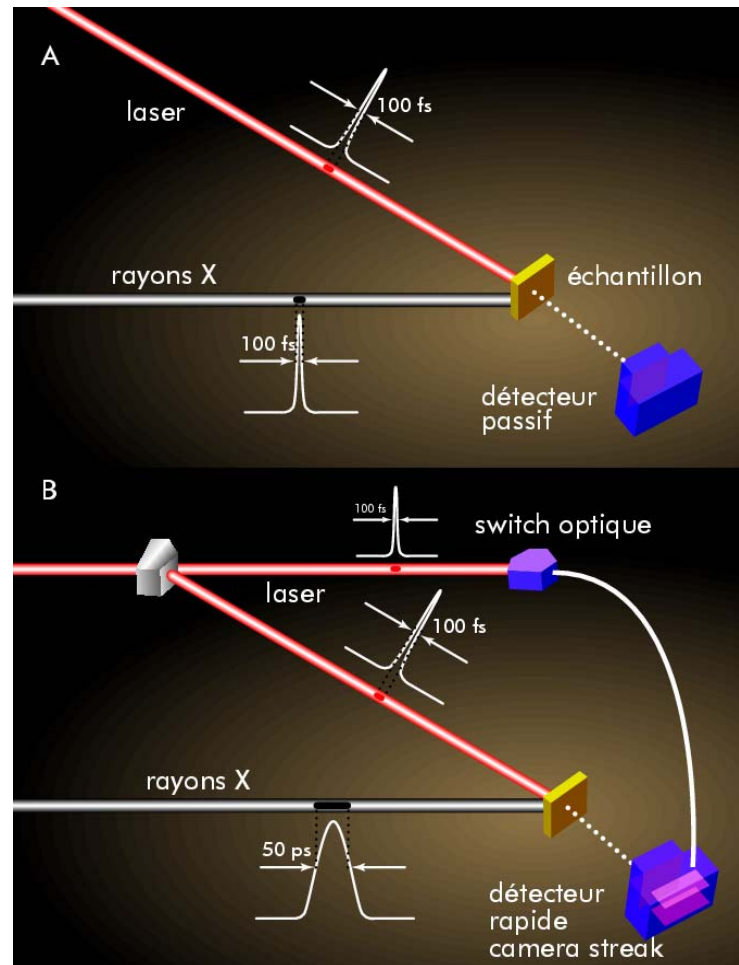 A
laser
100 fs
rayons X
échantillon
100 fs
détecteur
passif
B
100 fs
switch optique
laser
100 fs
rayons X
50 ps
détecteur
rapide
camera streak